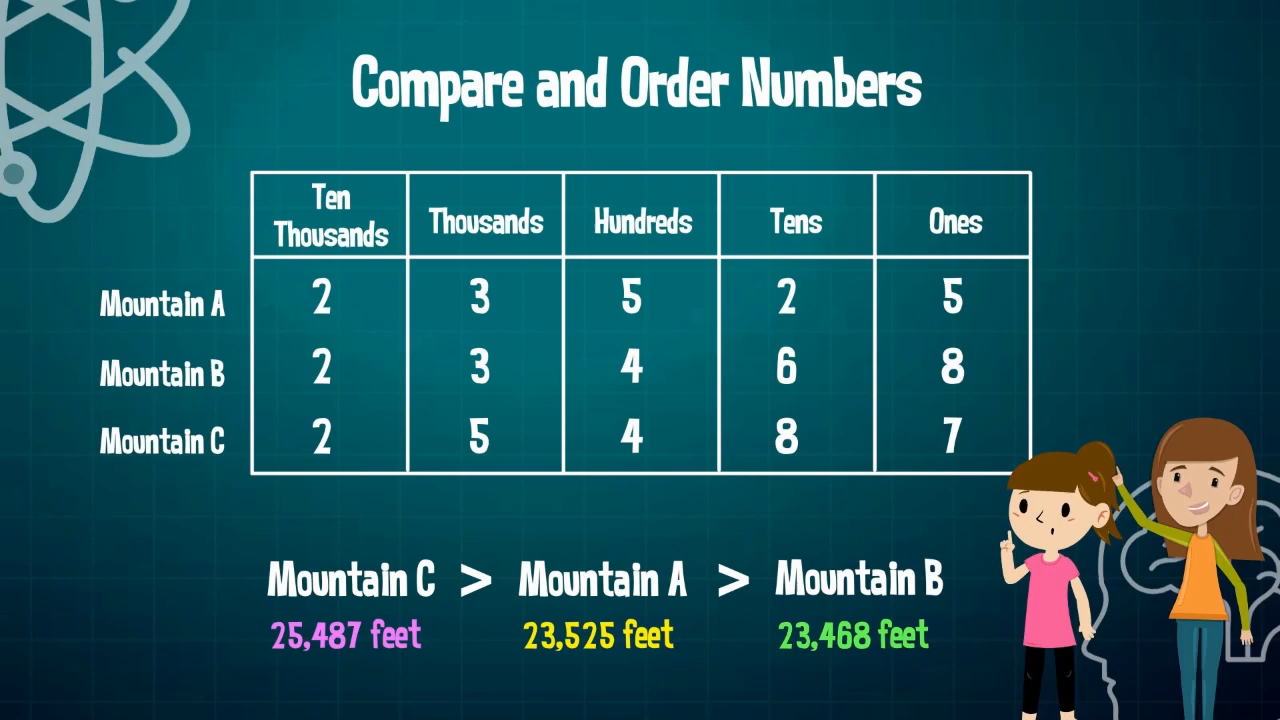 Compare and Order Numbers
Ten
Thousands
Thousands
Hundreds
Tens
Ones
Mountain A 2 3 5 2 5
Mountain B 2 3 4 6 8
Mountain C 2 5 4 8 7
Mountain C > Mountain A > Mountain B
25,487 feet 23,525 feet 23,468 feet